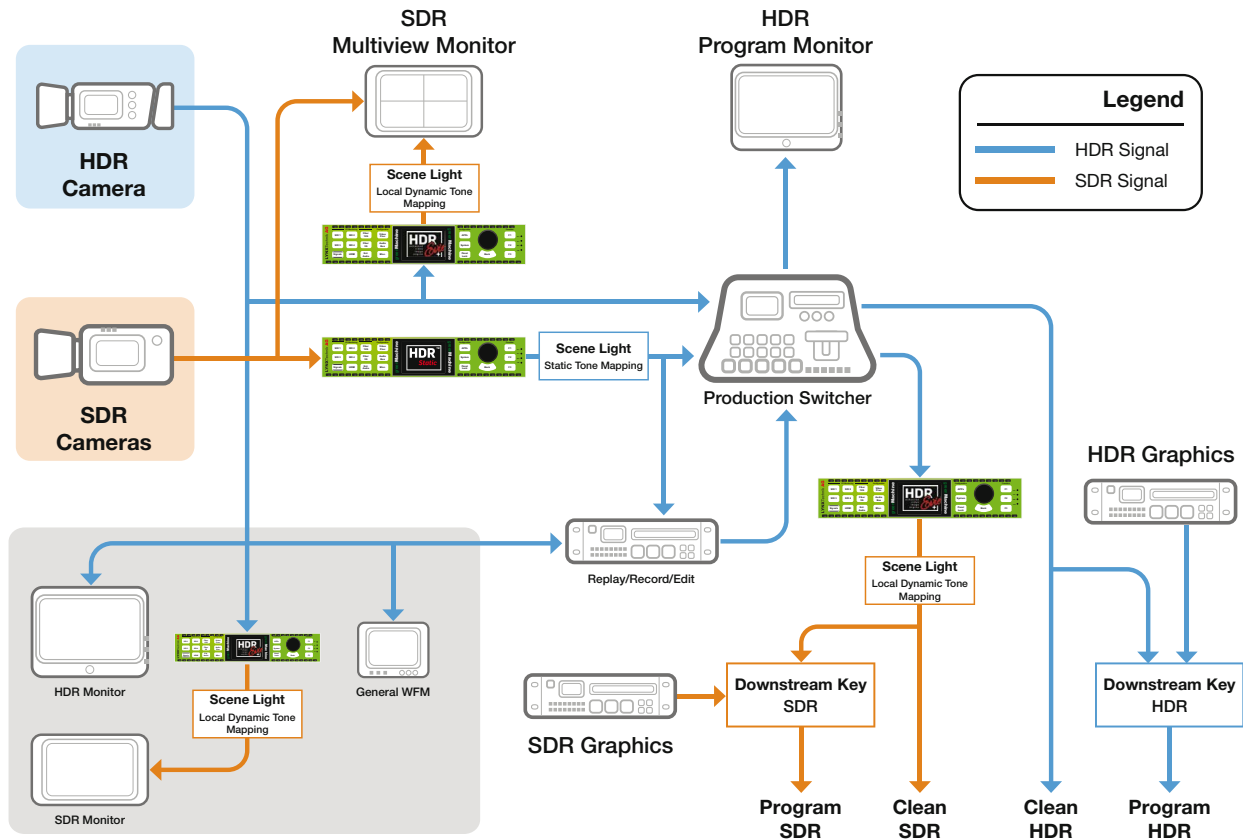 SDR
Multiview Monitor
HDR
Program Monitor
Legend
HDR Signal
SDR Signal
HDR
Camera
Scene Light
Local Dynamic Tone
Mapping
HDR
SDR
Cameras
HDR
Static
Scene Light
Static Tone Mapping
Production Switcher
HDR Graphics
HDR
Replay/Record/Edit
Scene Light
Local Dynamic Tone
Mapping
HDR
HDR Monitor
General WFM
Scene Light
Local Dynamic Tone
Mapping
SDR Monitor
SDR Graphics
Downstream Key
SDR
Downstream Key
HDR
Program
SDR
Clean
SDR
Clean
HDR
Program
HDR